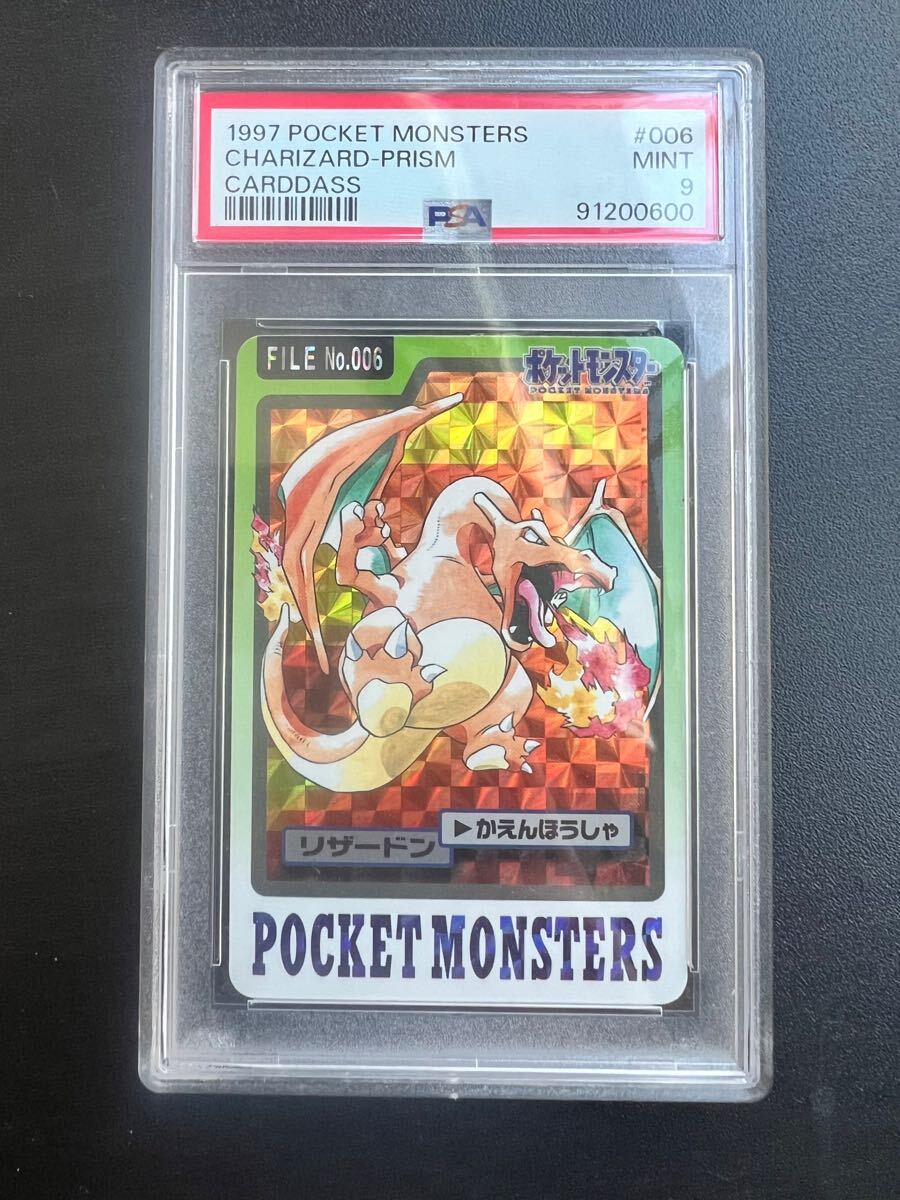 1997 POCKET MONSTERS #006
CHARIZARD-PRISM MINT
CARDDASS 9
PSA 91200600
FILE No.006
ポケットモンスター
POCKET MONSTERS
▶かえんほうしゃ
リザードン
POCKET MONSTERS